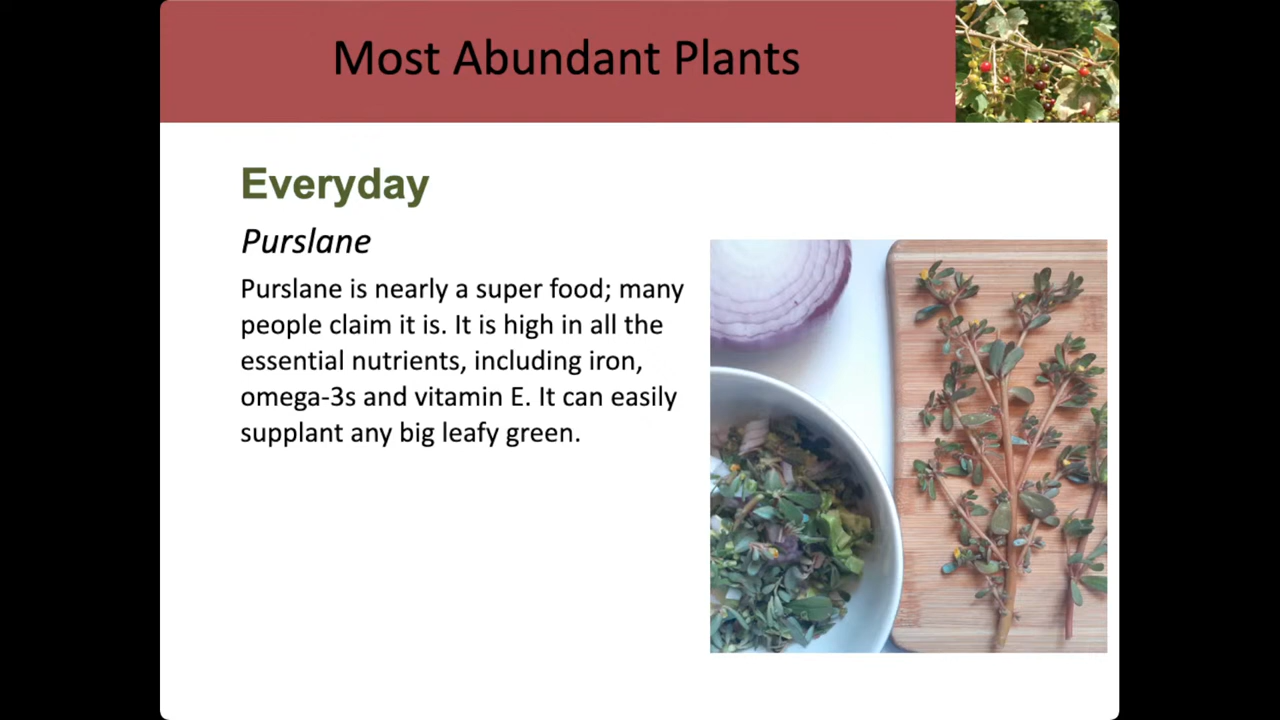 Most Abundant Plants
Everyday
Purslane
Purslane is nearly a super food; many
people claim it is. It is high in all the
essential nutrients, including iron,
omega-3s and vitamin E. It can easily
supplant any big leafy green.